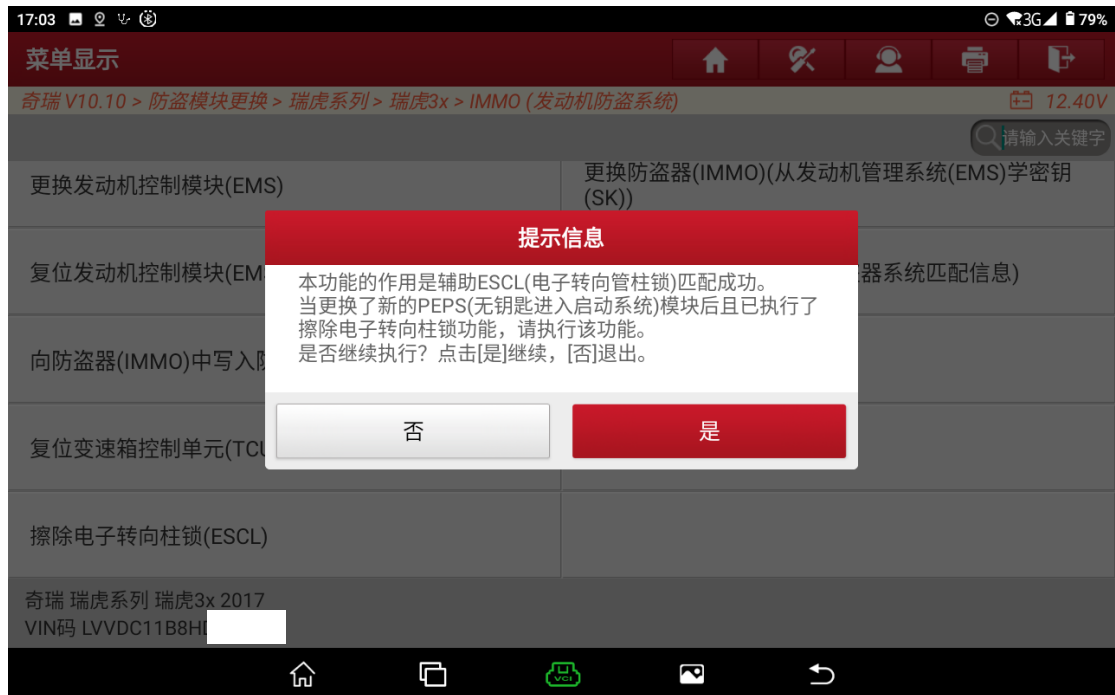 17:03
3G 79%
菜单显示
奇瑞 V10.10 > 防盗模块更换 > 瑞虎系列 > 瑞虎3x > IMMO (发动机防盗系统)
12.40V
请输入关键字
更换发动机控制模块(EMS)
更换防盗器(IMMO)(从发动机管理系统(EMS)学密钥
(SK))
提示信息
本功能的作用是辅助ESCL(电子转向管柱锁)匹配成功。
当更换了新的PEPS(无钥匙进入启动系统)模块后且已执行了
擦除电子转向柱锁功能，请执行该功能。
是否继续执行？点击[是]继续，[否]退出。
否
是
复位发动机控制模块(EM
器系统匹配信息)
向防盗器(IMMO)中写入
复位变速箱控制单元(TCU
擦除电子转向柱锁(ESCL)
奇瑞 瑞虎系列 瑞虎3x 2017
VIN码 LVVDC11B8H
VCI